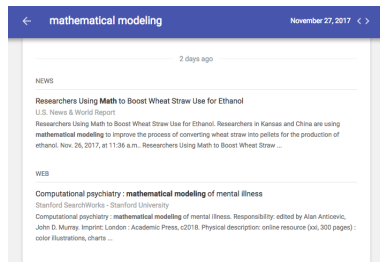 mathematical modeling
November 27, 2017
2 days ago
NEWS
Researchers Using Math to Boost Wheat Straw Use for Ethanol
U.S. News & World Report
Researchers Using Math to Boost Wheat Straw Use for Ethanol. Researchers in Kansas and China are using
mathematical modeling to improve the process of converting wheat straw into pellets for the production of
ethanol. Nov. 26, 2017, at 11:36 a.m.. Researchers Using Math to Boost Wheat Straw ...
WEB
Computational psychiatry : mathematical modeling of mental illness
Stanford SearchWorks - Stanford University
Computational psychiatry : mathematical modeling of mental illness. Responsibility: edited by Alan Anticevic,
John D. Murray. Imprint: London : Academic Press, c2018. Physical description: online resource (xxi, 300 pages) :
color illustrations, charts ...